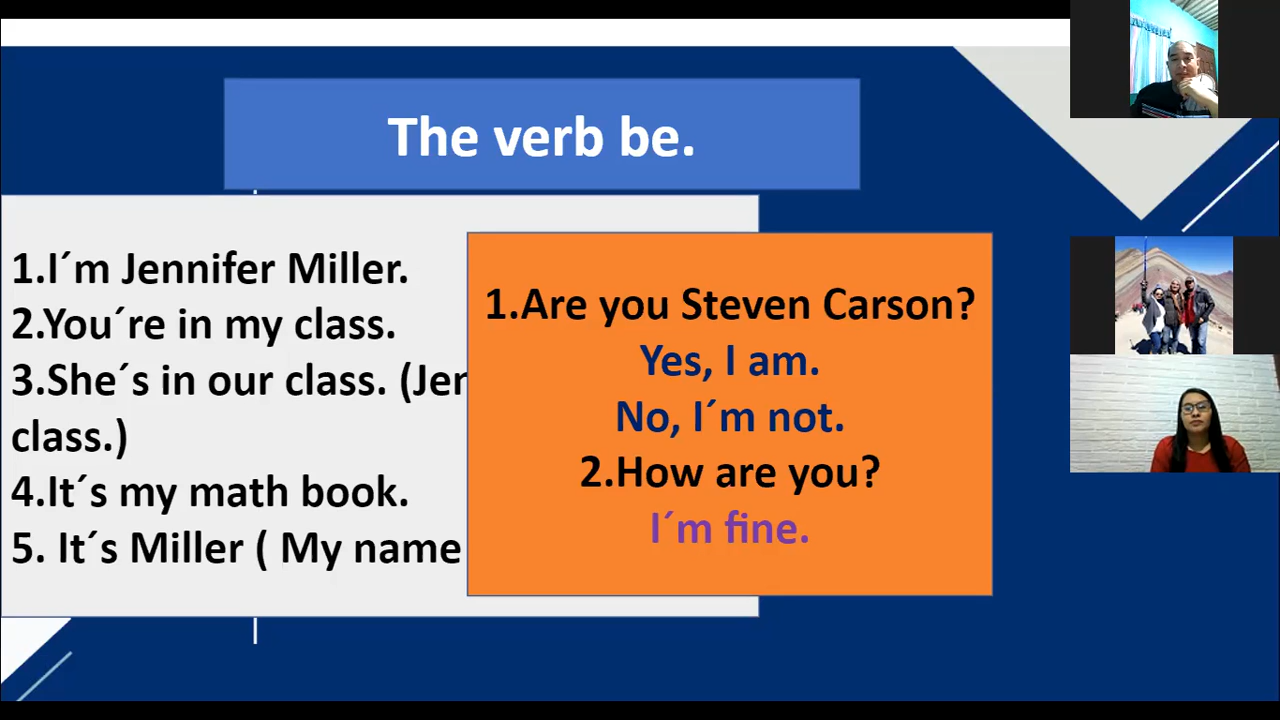 The verb be.
1.I´m Jennifer Miller.
2.You´re in my class.
3.She´s in our class. (Jen
class.)
4.It´s my math book.
5. It´s Miller ( My name
1.Are you Steven Carson?
Yes, I am.
No, I´m not.
2.How are you?
I´m fine.